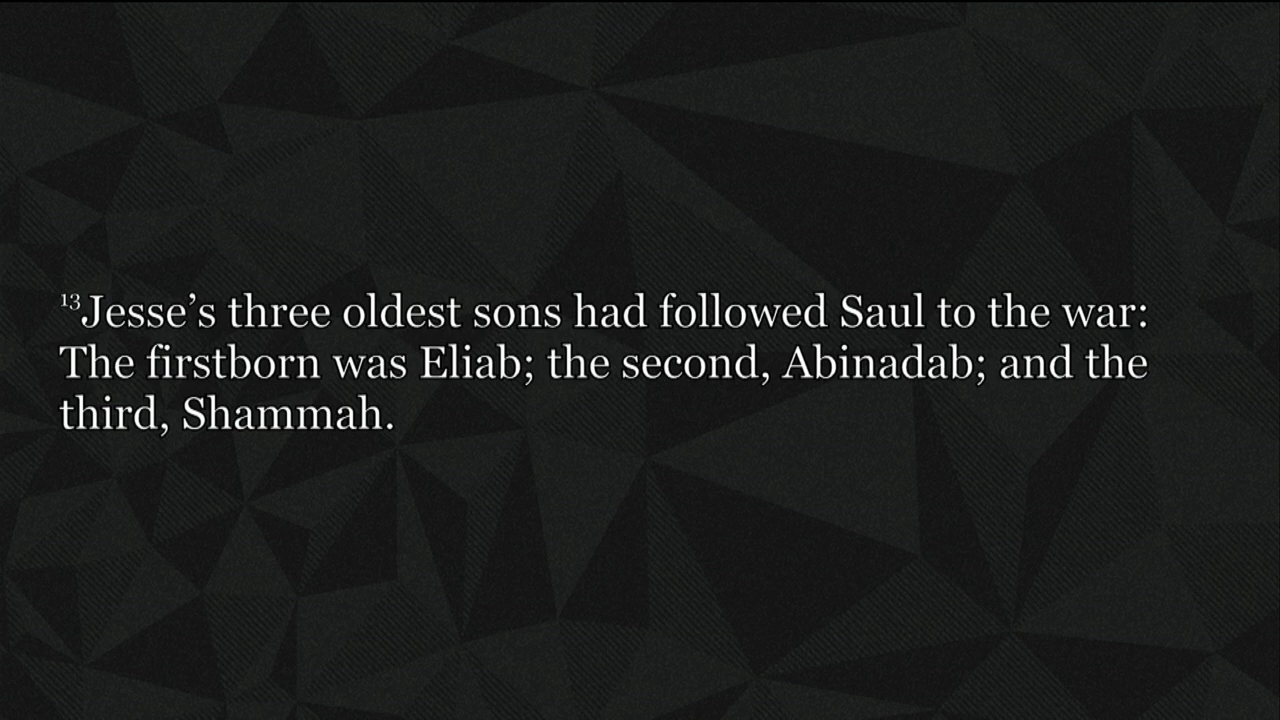 ¹³Jesse’s three oldest sons had followed Saul to the war:
The firstborn was Eliab; the second, Abinadab; and the
third, Shammah.